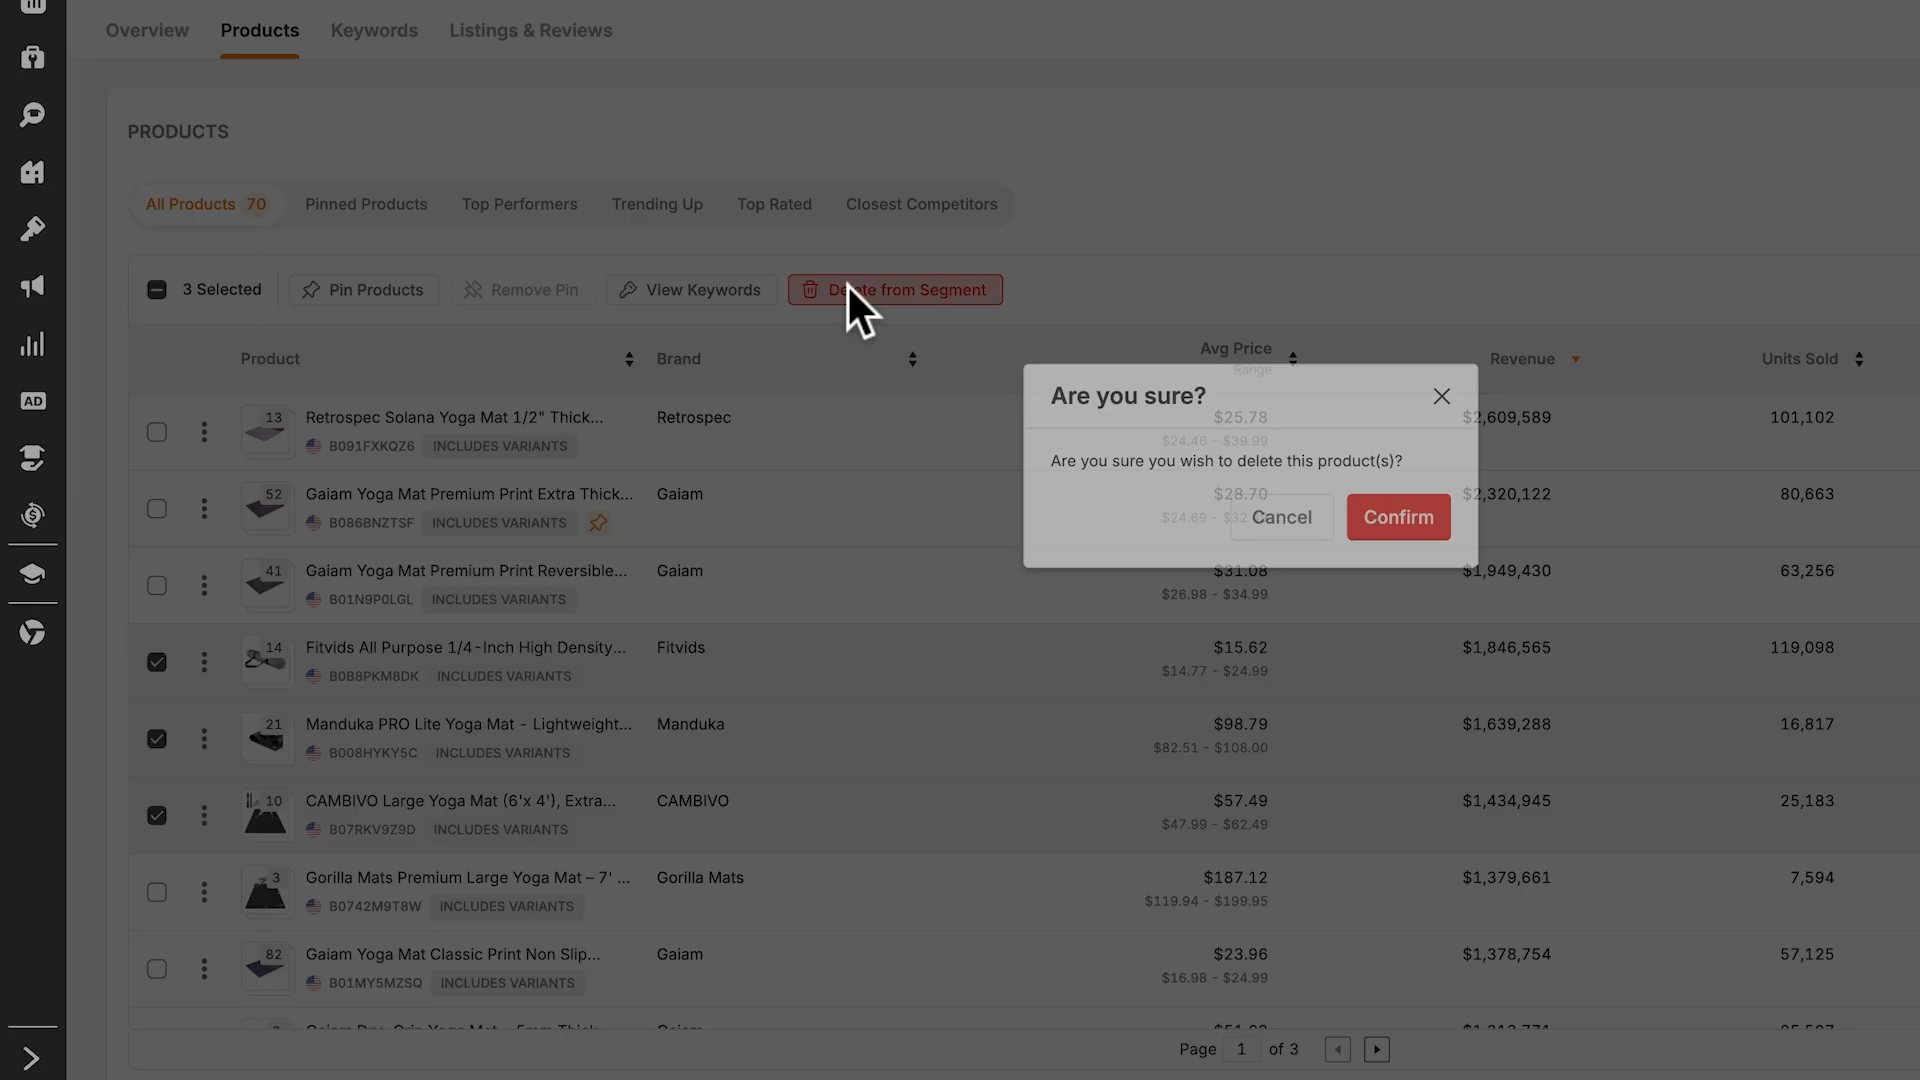 Overview Products Keywords Listings & Reviews
PRODUCTS
All Products 70 Pinned Products Top Performers Trending Up Top Rated Closest Competitors
3 Selected Pin Products Remove Pin View Keywords Delete from Segment
Product Brand Avg Price Revenue Units Sold
Range
Are you sure?
Are you sure you wish to delete this product(s)?
Cancel Confirm
13 Retrospec Solana Yoga Mat 1/2" Thick... Retrospec $25.78 $2,609,589 101,102
B091FXKQZ6 INCLUDES VARIANTS $24.46 - $39.99
52 Gaiam Yoga Mat Premium Print Extra Thick... Gaiam $28.70 $2,320,122 80,663
B086BNZTSF INCLUDES VARIANTS $24.69 - $32
41 Gaiam Yoga Mat Premium Print Reversible... Gaiam $31.08 $1,949,430 63,256
B01N9P0LGL INCLUDES VARIANTS $26.98 - $34.99
14 Fitvids All Purpose 1/4-Inch High Density... Fitvids $15.62 $1,846,565 119,098
B0B8PKM8DK INCLUDES VARIANTS $14.77 - $24.99
21 Manduka PRO Lite Yoga Mat - Lightweight... Manduka $98.79 $1,639,288 16,817
B008HYKY5C INCLUDES VARIANTS $82.51 - $108.00
10 CAMBIVO Large Yoga Mat (6'x 4'), Extra... CAMBIVO $57.49 $1,434,945 25,183
B07RKV9Z9D INCLUDES VARIANTS $47.99 - $62.49
3 Gorilla Mats Premium Large Yoga Mat – 7' ... Gorilla Mats $187.12 $1,379,661 7,594
B0742M9T8W INCLUDES VARIANTS $119.94 - $199.95
82 Gaiam Yoga Mat Classic Print Non Slip... Gaiam $23.96 $1,378,754 57,125
B01MY5MZSQ INCLUDES VARIANTS $16.98 - $24.99
Page 1 of 3
AD